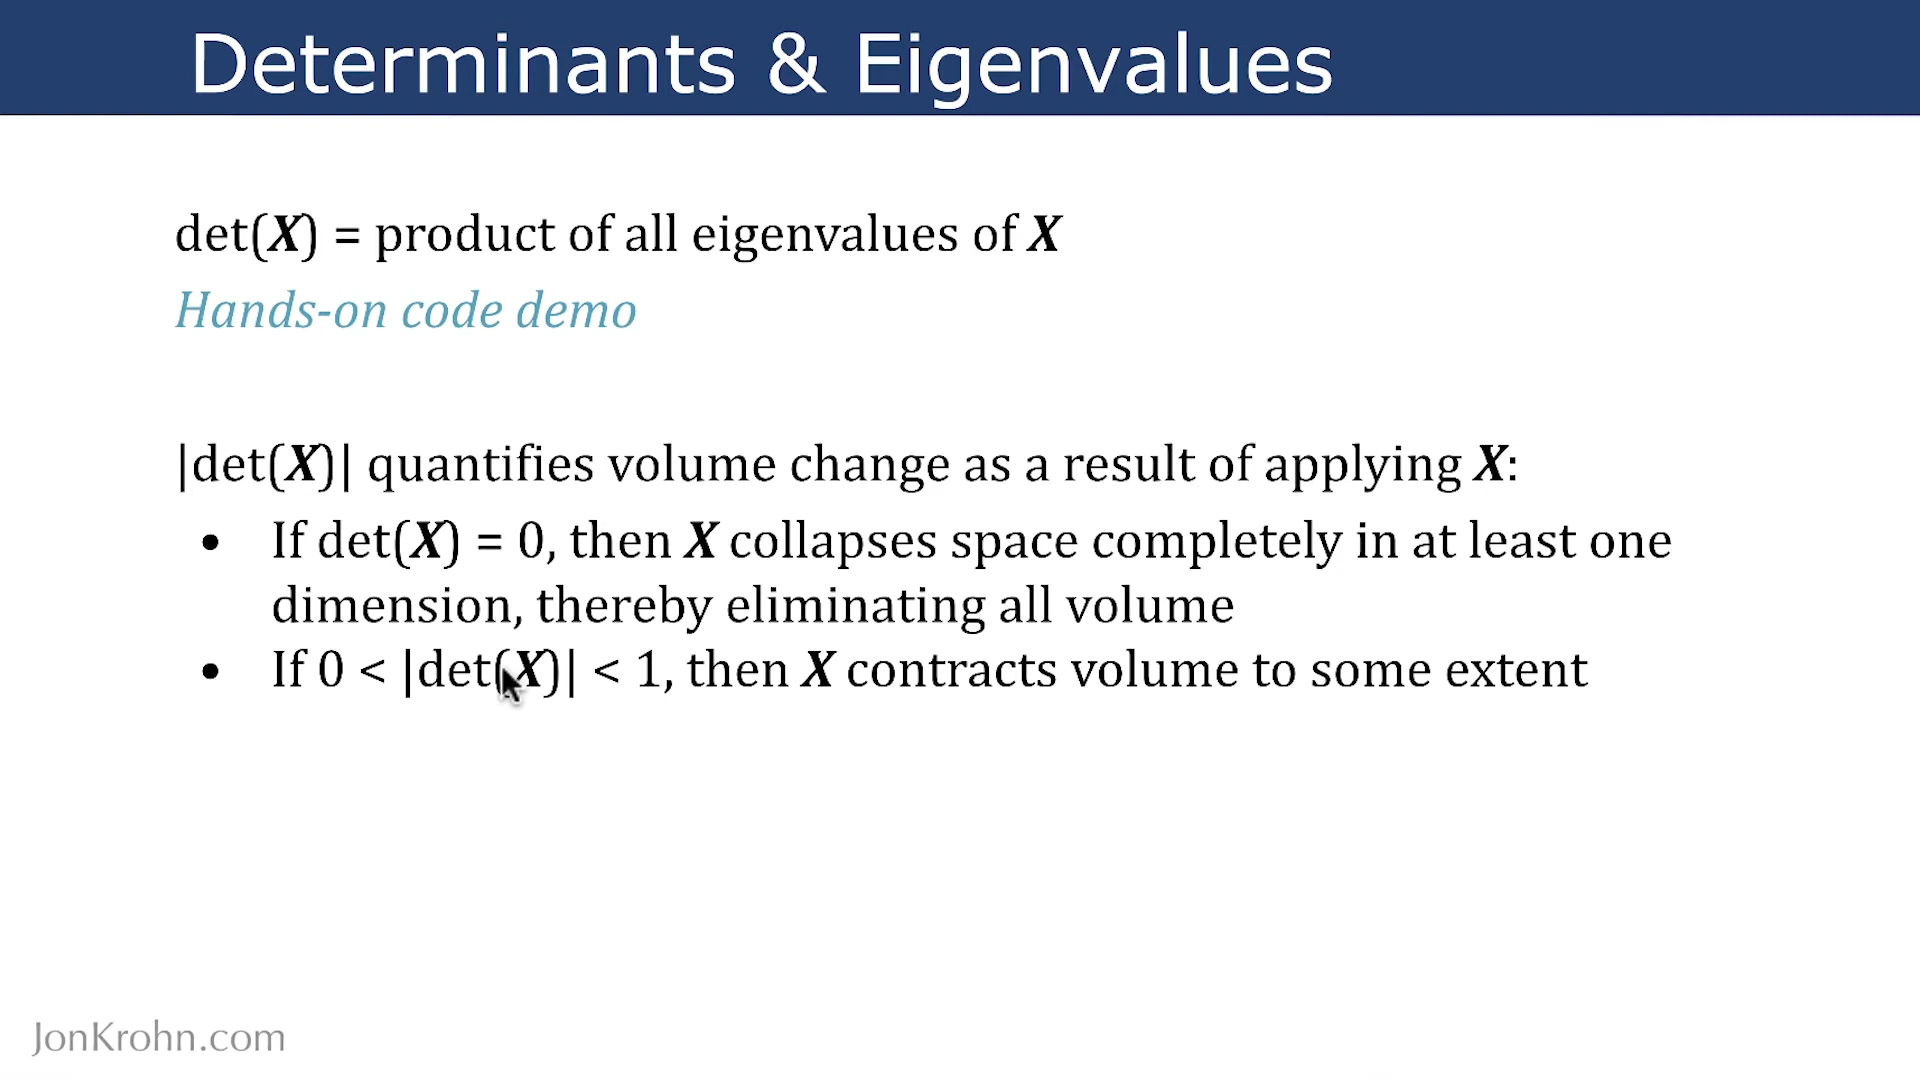 Determinants & Eigenvalues
det(X) = product of all eigenvalues of X
Hands-on code demo
|det(X)| quantifies volume change as a result of applying X:
• If det(X) = 0, then X collapses space completely in at least one
dimension, thereby eliminating all volume
• If 0 < |det(X)| < 1, then X contracts volume to some extent
JonKrohn.com